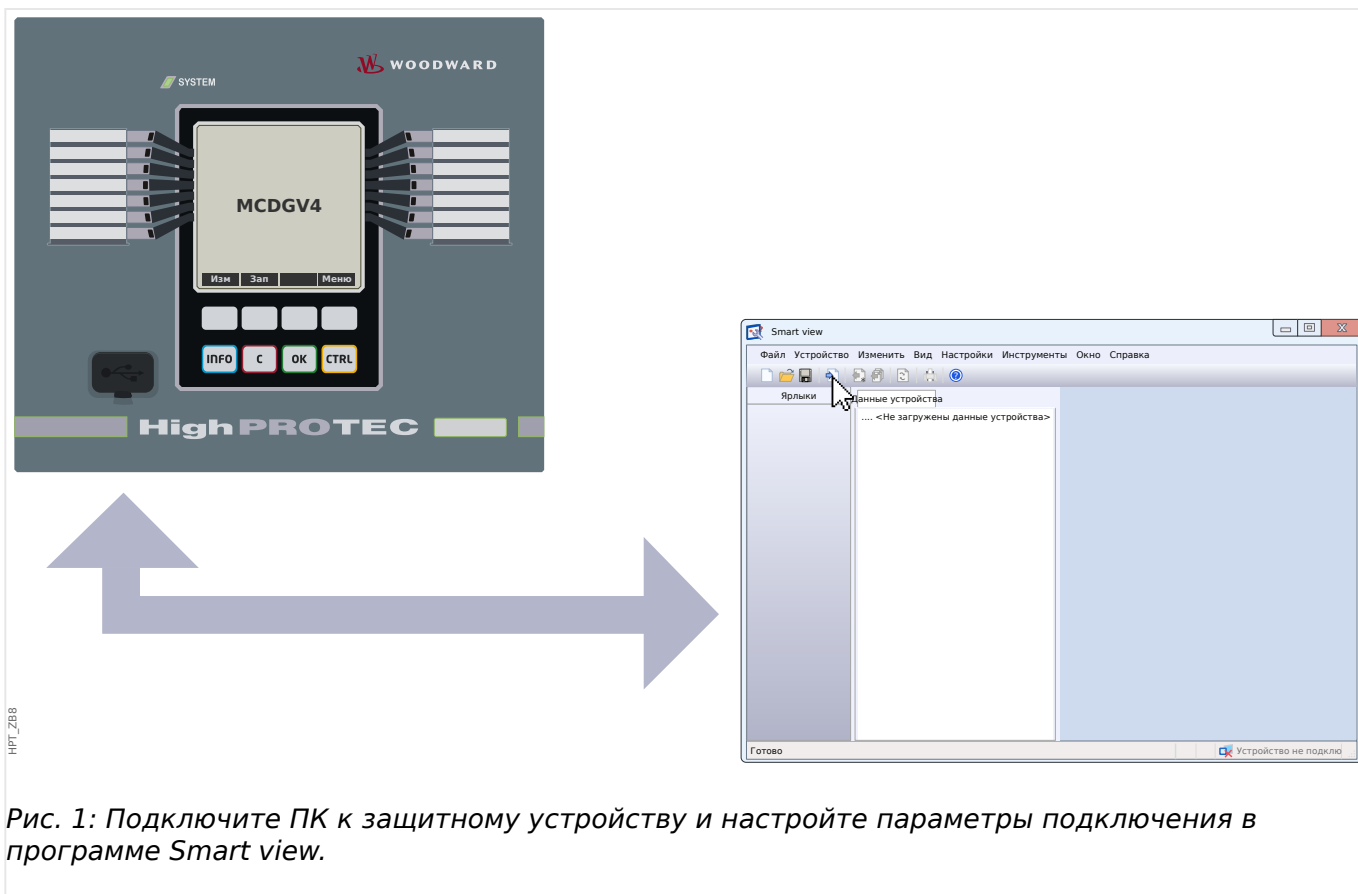 WOODWARD
SYSTEM
MCDGV4
Изм Зап Меню
INFO C OK CTRL
HighPROTEC
Smart view
Файл Устройство Изменить Вид Настройки Инструменты Окно Справка
Ярлыки
Данные устройства
.... <Не загружены данные устройства>
Готово
Устройство не подклю
HPT_ZB8
Рис. 1: Подключите ПК к защитному устройству и настройте параметры подключения в
программе Smart view.